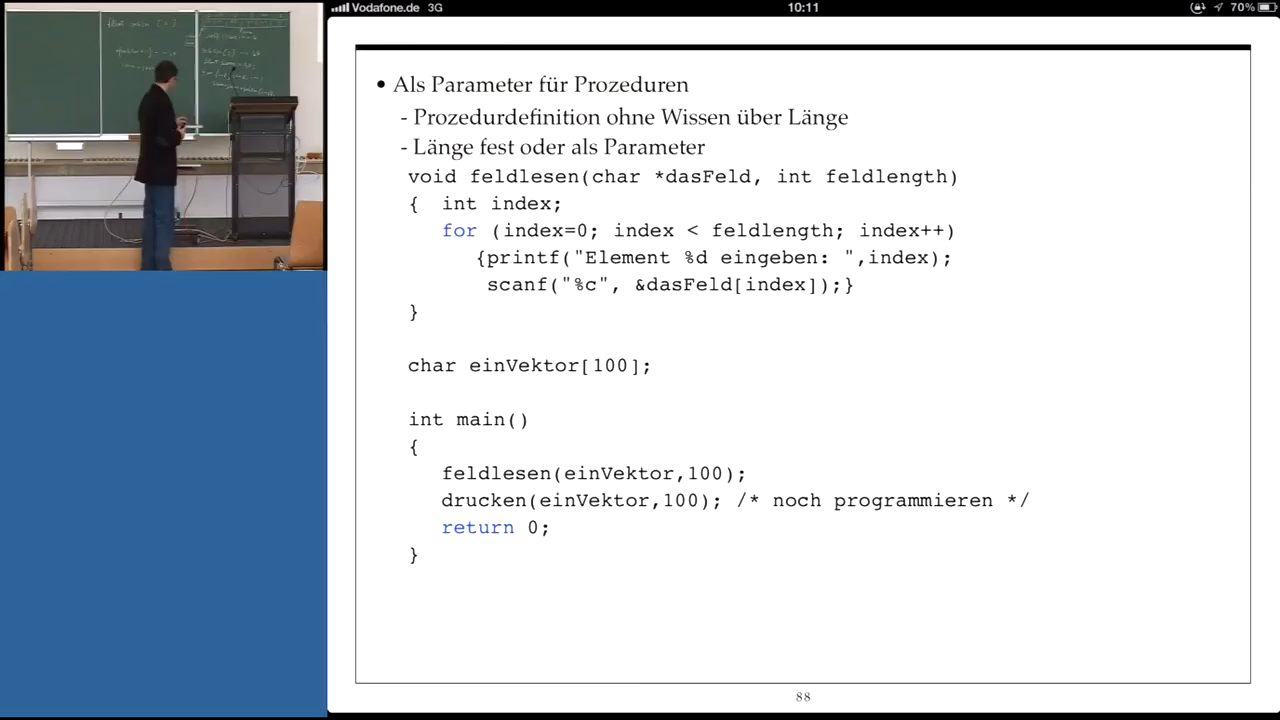 Vodafone.de 3G 10:11 70%
• Als Parameter für Prozeduren
- Prozedurdefinition ohne Wissen über Länge
- Länge fest oder als Parameter
void feldlesen(char *dasFeld, int feldlength)
{ int index;
for (index=0; index < feldlength; index++)
{printf("Element %d eingeben: ",index);
scanf("%c", &dasFeld[index]);}
}
char einVektor[100];
int main()
{
feldlesen(einVektor,100);
drucken(einVektor,100); /* noch programmieren */
return 0;
}
88